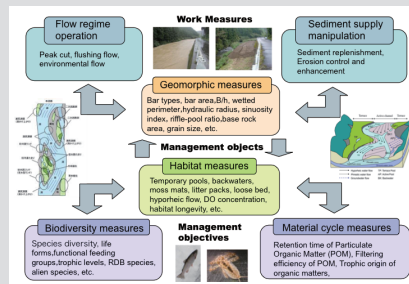 Flow regime
operation
Peak cut, flushing flow,
environmental flow
Work Measures
Sediment supply
manipulation
Sediment replenishment,
Erosion control and
enhancement
Geomorphic measures
Bar types, bar area,B/h, wetted
perimeter,hydraulic radius, sinuosity
index, riffle-pool ratio,base rock
area, grain size, etc.
Management objects
Habitat measures
Temporary pools, backwaters,
moss mats, litter packs, loose bed,
hyporheic flow, DO concentration,
habitat longevity, etc.
Biodiversity measures
Species diversity, life
forms,functional feeding
groups,trophic levels, RDB species,
alien species, etc.
Management
objectives
Material cycle measures
Retention time of Particulate
Organic Matter (POM), Filtering
efficiency of POM, Trophic origin
of organic matters,